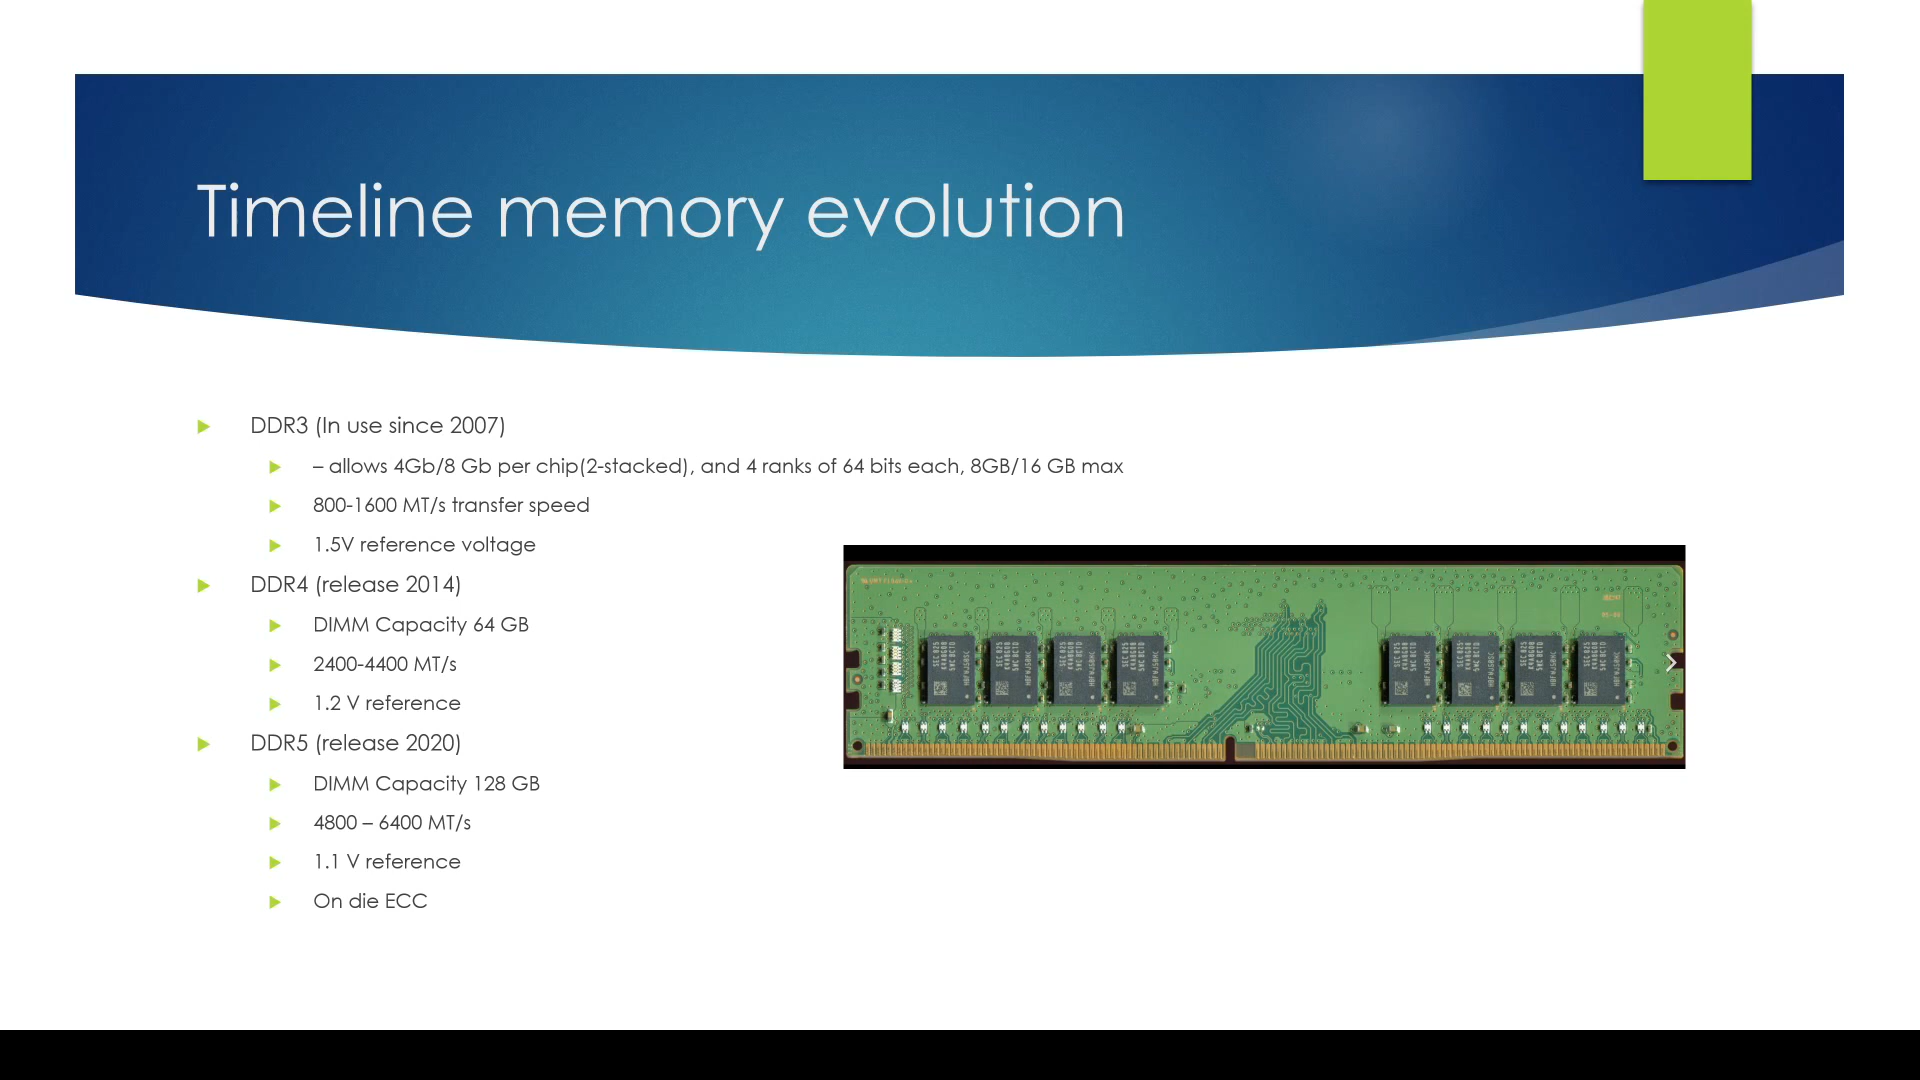 Timeline memory evolution
DDR3 (In use since 2007)
– allows 4Gb/8 Gb per chip(2-stacked), and 4 ranks of 64 bits each, 8GB/16 GB max
800-1600 MT/s transfer speed
1.5V reference voltage
DDR4 (release 2014)
DIMM Capacity 64 GB
2400-4400 MT/s
1.2 V reference
DDR5 (release 2020)
DIMM Capacity 128 GB
4800 – 6400 MT/s
1.1 V reference
On die ECC